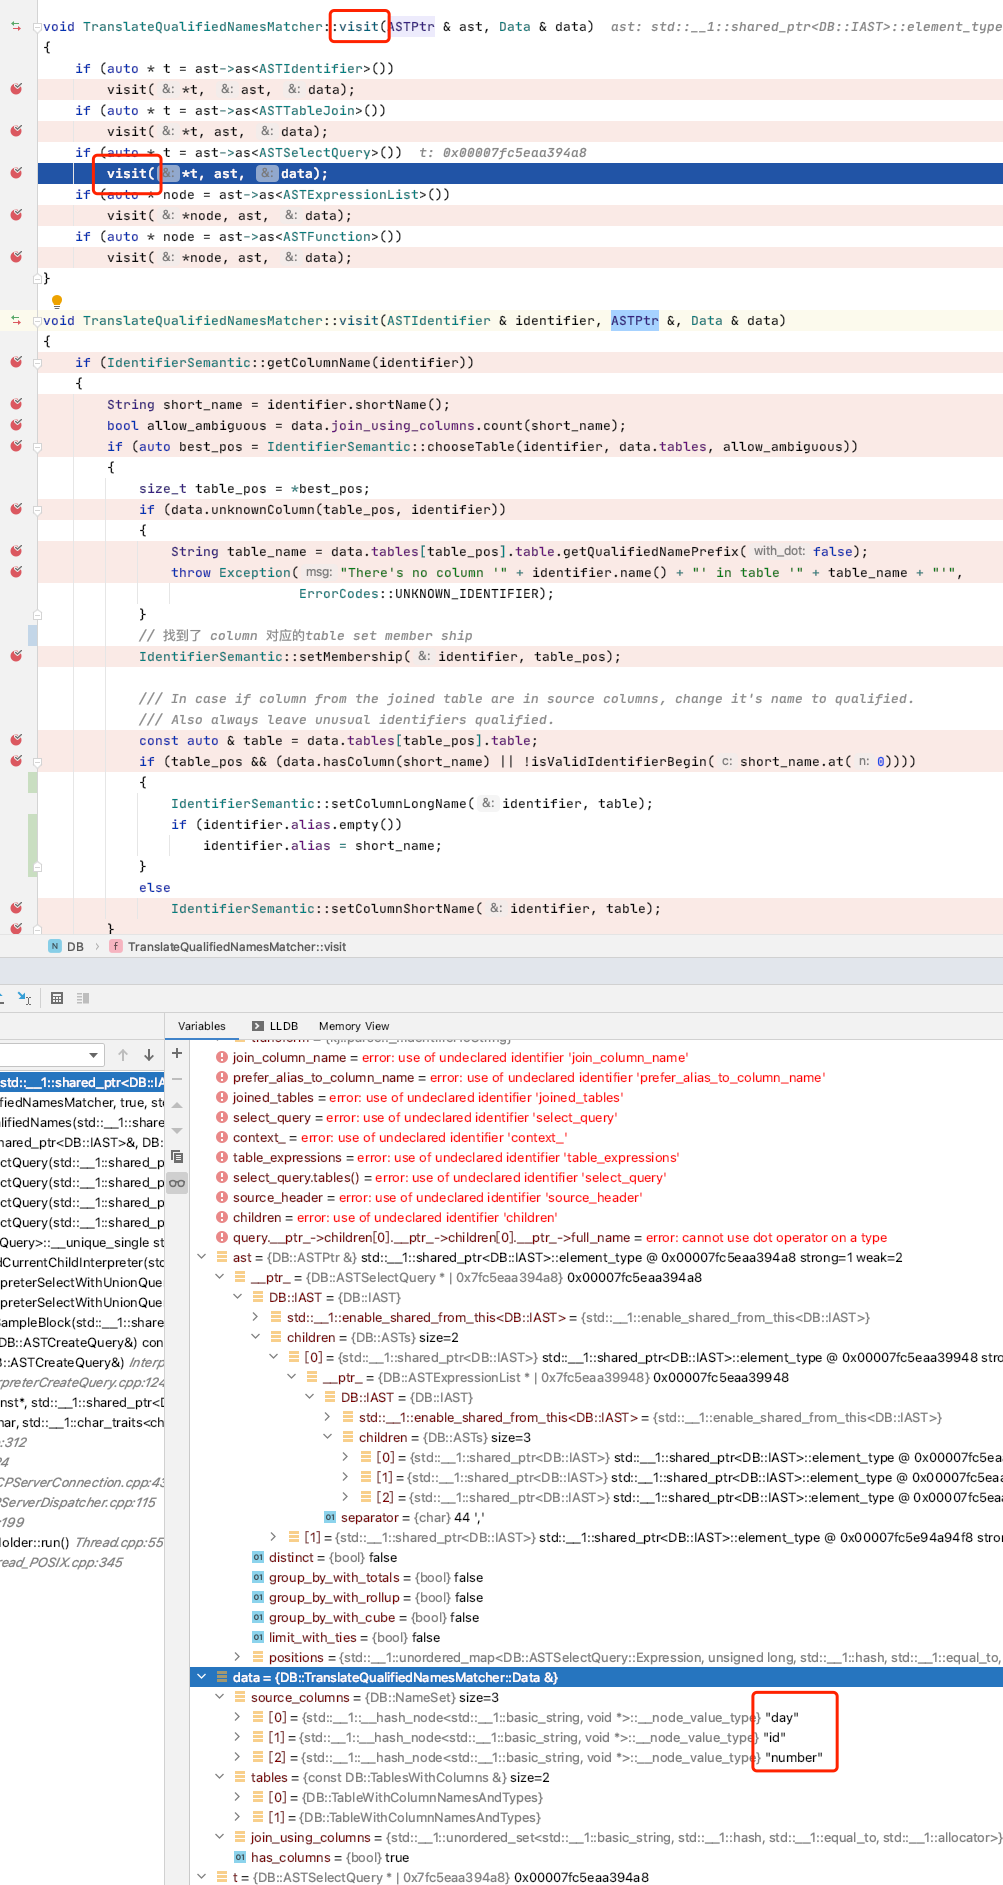 void TranslateQualifiedNamesMatcher::visit(ASTPtr & ast, Data & data)  ast: std::__1::shared_ptr<DB::IAST>::element_type
{
if (auto * t = ast->as<ASTIdentifier>())
visit( &: *t,  &: ast,  &: data);
if (auto * t = ast->as<ASTTableJoin>())
visit( &: *t, ast,  &: data);
if (auto * t = ast->as<ASTSelectQuery>())  t: 0x00007fc5eaa394a8
visit( &: *t, ast,  &: data);
if (auto * node = ast->as<ASTExpressionList>())
visit( &: *node, ast,  &: data);
if (auto * node = ast->as<ASTFunction>())
visit( &: *node, ast,  &: data);
}
void TranslateQualifiedNamesMatcher::visit(ASTIdentifier & identifier, ASTPtr &, Data & data)
{
if (IdentifierSemantic::getColumnName(identifier))
{
String short_name = identifier.shortName();
bool allow_ambiguous = data.join_using_columns.count(short_name);
if (auto best_pos = IdentifierSemantic::chooseTable(identifier, data.tables, allow_ambiguous))
{
size_t table_pos = *best_pos;
if (data.unknownColumn(table_pos, identifier))
{
String table_name = data.tables[table_pos].table.getQualifiedNamePrefix( with_dot: false);
throw Exception( msg: "There's no column '" + identifier.name() + "' in table '" + table_name + "'",
ErrorCodes::UNKNOWN_IDENTIFIER);
}
// 找到了 column 对应的table set member ship
IdentifierSemantic::setMembership( &: identifier, table_pos);
/// In case if column from the joined table are in source columns, change it's name to qualified.
/// Also always leave unusual identifiers qualified.
const auto & table = data.tables[table_pos].table;
if (table_pos && (data.hasColumn(short_name) || !isValidIdentifierBegin( c: short_name.at( n: 0))))
{
IdentifierSemantic::setColumnLongName( &: identifier, table);
if (identifier.alias.empty())
identifier.alias = short_name;
}
else
IdentifierSemantic::setColumnShortName( &: identifier, table);
}
N DB > f TranslateQualifiedNamesMatcher::visit
Variables LLDB Memory View
join_column_name = error: use of undeclared identifier 'join_column_name'
prefer_alias_to_column_name = error: use of undeclared identifier 'prefer_alias_to_column_name'
joined_tables = error: use of undeclared identifier 'joined_tables'
select_query = error: use of undeclared identifier 'select_query'
context_ = error: use of undeclared identifier 'context_'
table_expressions = error: use of undeclared identifier 'table_expressions'
select_query.tables() = error: use of undeclared identifier 'select_query'
source_header = error: use of undeclared identifier 'source_header'
children = error: use of undeclared identifier 'children'
query.__ptr_->children[0].__ptr_->children[0].__ptr_->full_name = error: cannot use dot operator on a type
ast = {DB::ASTPtr &} std::__1::shared_ptr<DB::IAST>::element_type @ 0x00007fc5eaa394a8 strong=1 weak=2
__ptr_ = {DB::ASTSelectQuery * | 0x7fc5eaa394a8} 0x00007fc5eaa394a8
DB::IAST = {DB::IAST}
std::__1::enable_shared_from_this<DB::IAST> = {std::__1::enable_shared_from_this<DB::IAST>}
children = {DB::ASTs} size=2
[0] = {std::__1::shared_ptr<DB::IAST>} std::__1::shared_ptr<DB::IAST>::element_type @ 0x00007fc5eaa39948 stron
__ptr_ = {DB::ASTExpressionList * | 0x7fc5eaa39948} 0x00007fc5eaa39948
DB::IAST = {DB::IAST}
std::__1::enable_shared_from_this<DB::IAST> = {std::__1::enable_shared_from_this<DB::IAST>}
children = {DB::ASTs} size=3
[0] = {std::__1::shared_ptr<DB::IAST>} std::__1::shared_ptr<DB::IAST>::element_type @ 0x00007fc5eaa
[1] = {std::__1::shared_ptr<DB::IAST>} std::__1::shared_ptr<DB::IAST>::element_type @ 0x00007fc5eaa
[2] = {std::__1::shared_ptr<DB::IAST>} std::__1::shared_ptr<DB::IAST>::element_type @ 0x00007fc5eaa
separator = {char} 44 ','
[1] = {std::__1::shared_ptr<DB::IAST>} std::__1::shared_ptr<DB::IAST>::element_type @ 0x00007fc5e94a94f8 stron
distinct = {bool} false
group_by_with_totals = {bool} false
group_by_with_rollup = {bool} false
group_by_with_cube = {bool} false
limit_with_ties = {bool} false
positions = {std::__1::unordered_map<DB::ASTSelectQuery::Expression, unsigned long, std::__1::hash, std::__1::equal_to,
data = {DB::TranslateQualifiedNamesMatcher::Data &}
source_columns = {DB::NameSet} size=3
[0] = {std::__1::__hash_node<std::__1::basic_string, void *>::__node_value_type} "day"
[1] = {std::__1::__hash_node<std::__1::basic_string, void *>::__node_value_type} "id"
[2] = {std::__1::__hash_node<std::__1::basic_string, void *>::__node_value_type} "number"
tables = {const DB::TablesWithColumns &} size=2
[0] = {DB::TableWithColumnNamesAndTypes}
[1] = {DB::TableWithColumnNamesAndTypes}
join_using_columns = {std::__1::unordered_set<std::__1::basic_string, std::__1::hash, std::__1::equal_to, std::__1::allocator>}
has_columns = {bool} true
t = {DB::ASTSelectQuery * | 0x7fc5eaa394a8} 0x00007fc5eaa394a8
std::__1::shared_ptr<DB::IA
fiedNamesMatcher, true, sto
alifiedNames(std::__1::share
hared_ptr<DB::IAST>&, DB:
ectQuery(std::__1::shared_p
ectQuery(std::__1::shared_p
ectQuery(std::__1::shared_p
ectQuery(std::__1::shared_p
Query>::__unique_single st
dCurrentChildInterpreter(sto
rpreterSelectWithUnionQue
rpreterSelectWithUnionQue
SampleBlock(std::__1::share
DB::ASTCreateQuery&) con
B::ASTCreateQuery&) Interp
rpreterCreateQuery.cpp:124
onst*, std::__1::shared_ptr<D
har, std::__1::char_traits<ch
p:312
24
CPServerConnection.cpp:43
PServerDispatcher.cpp:115
:199
Holder::run() Thread.cpp:55
read_POSIX.cpp:345